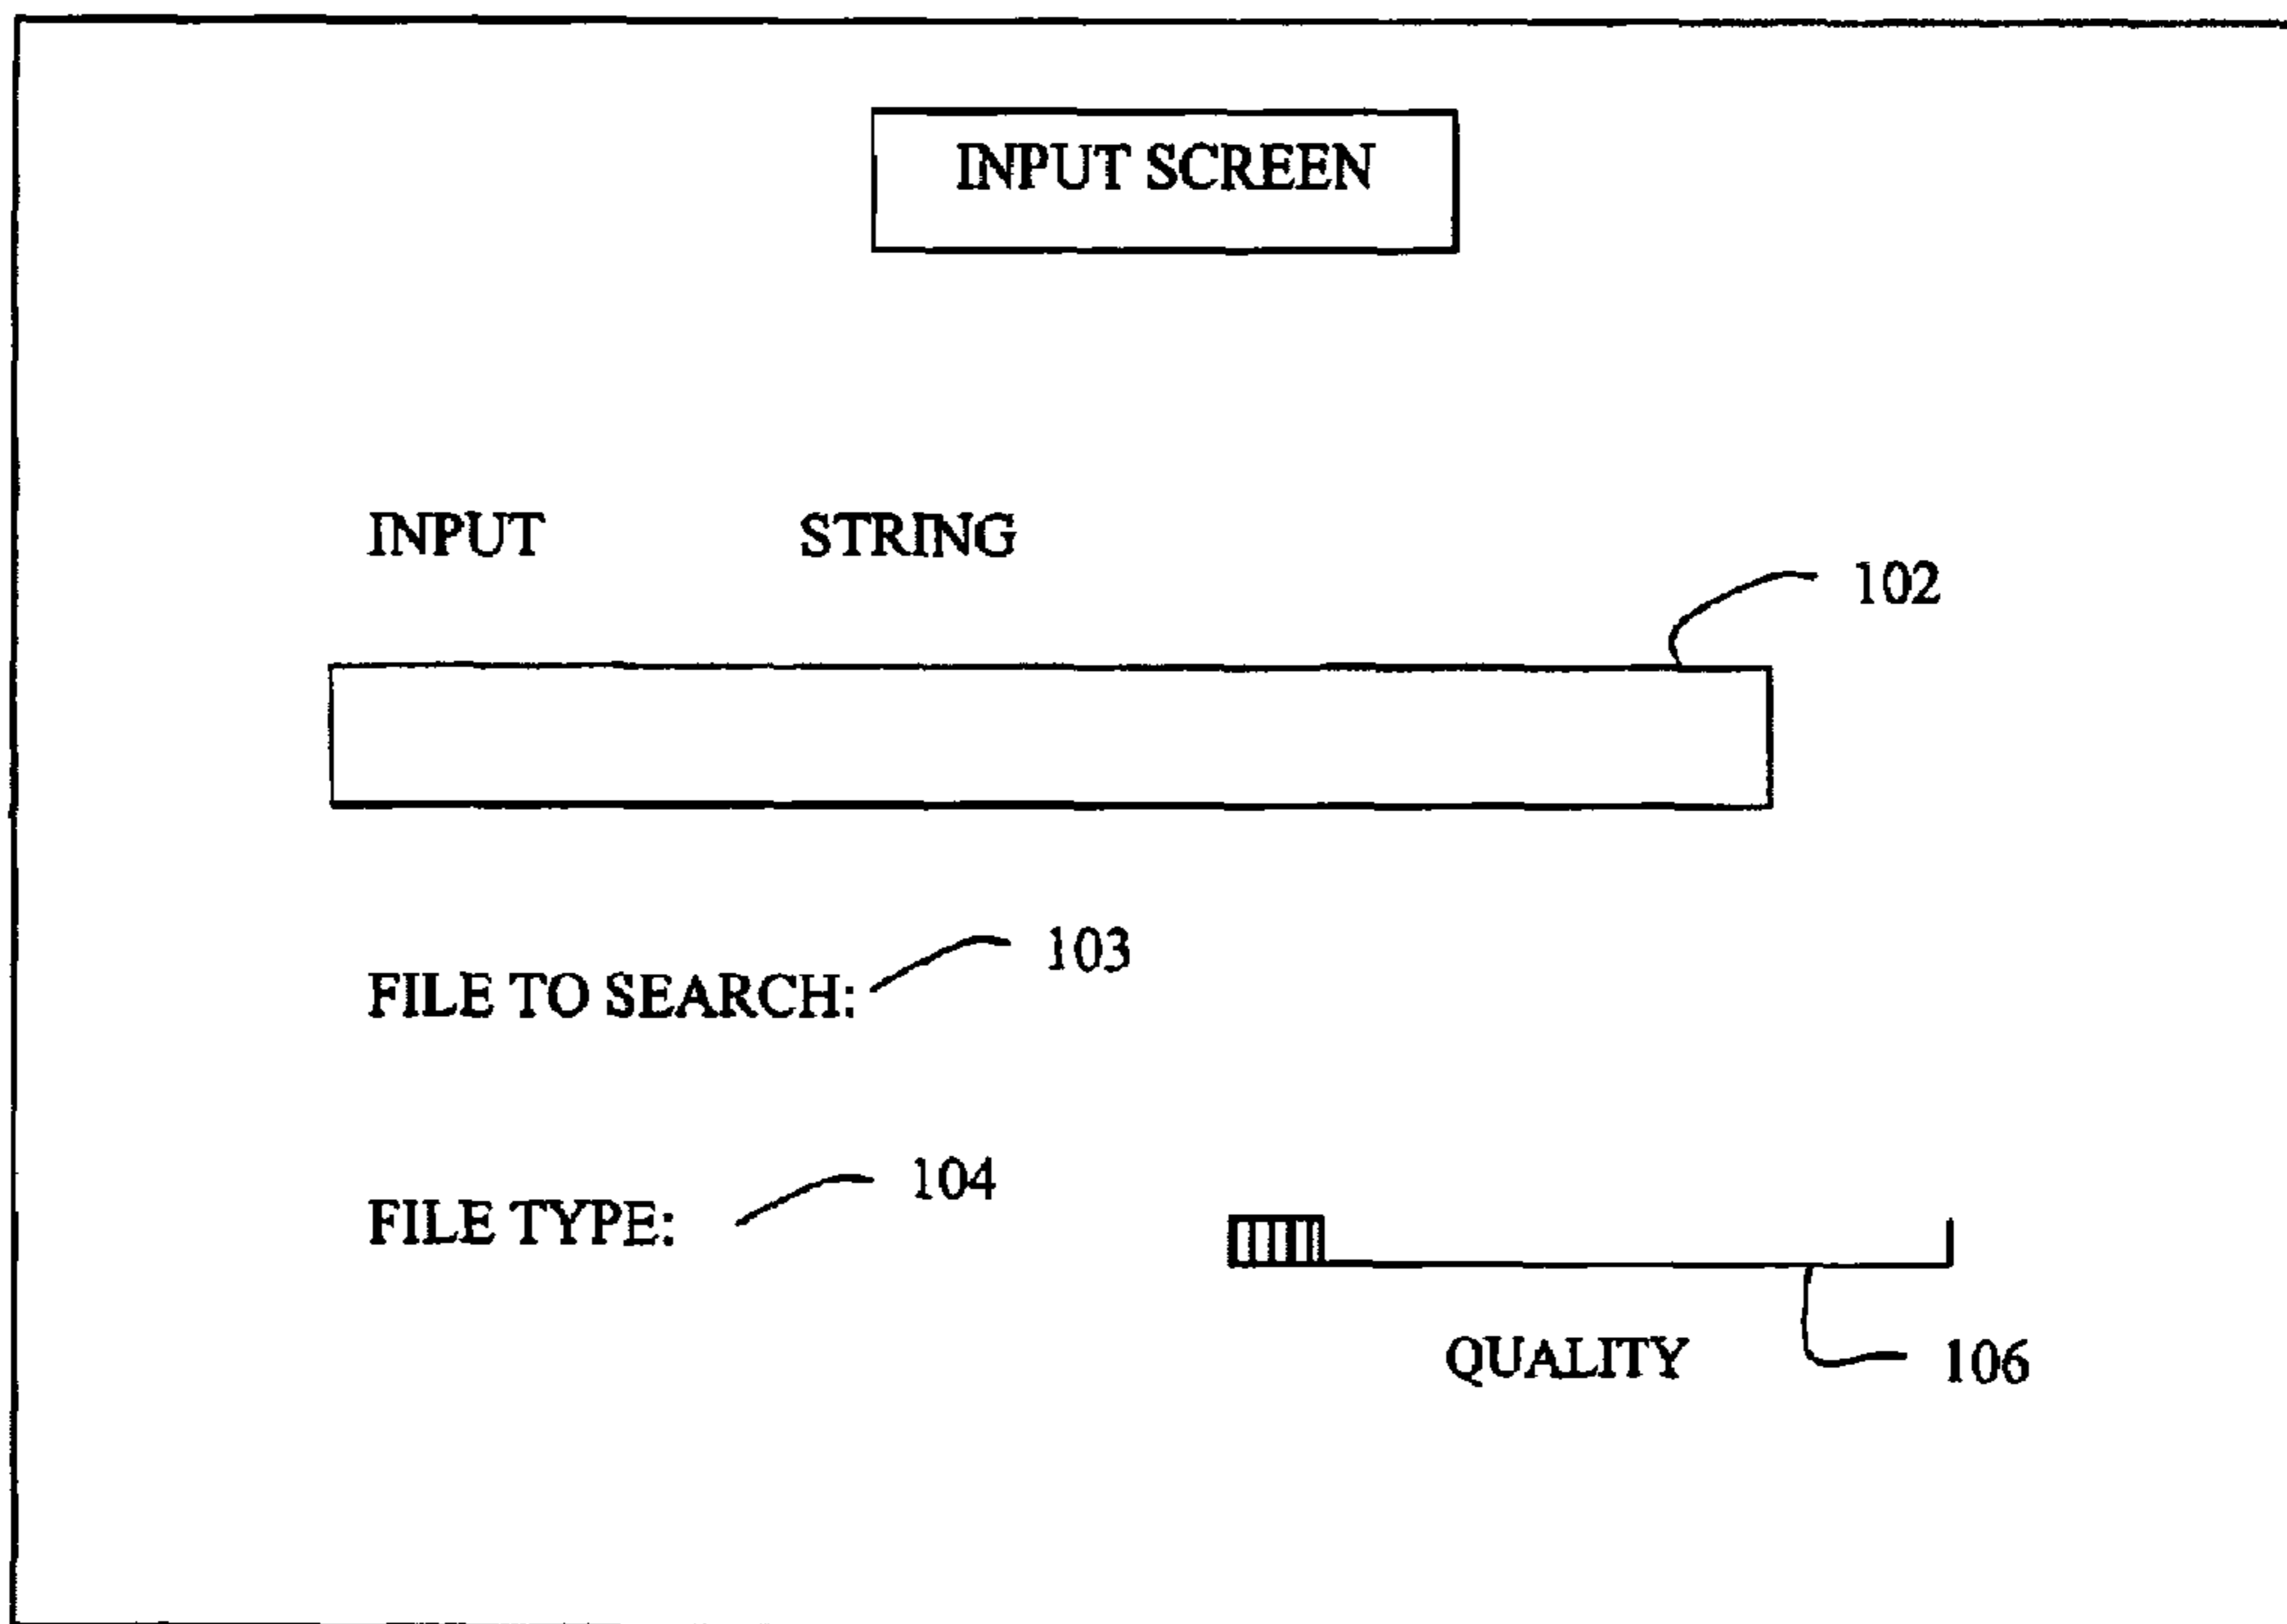 INPUT SCREEN
INPUT STRING
102
103
FILE TO SEARCH:
104
FILE TYPE:
QUALITY
106